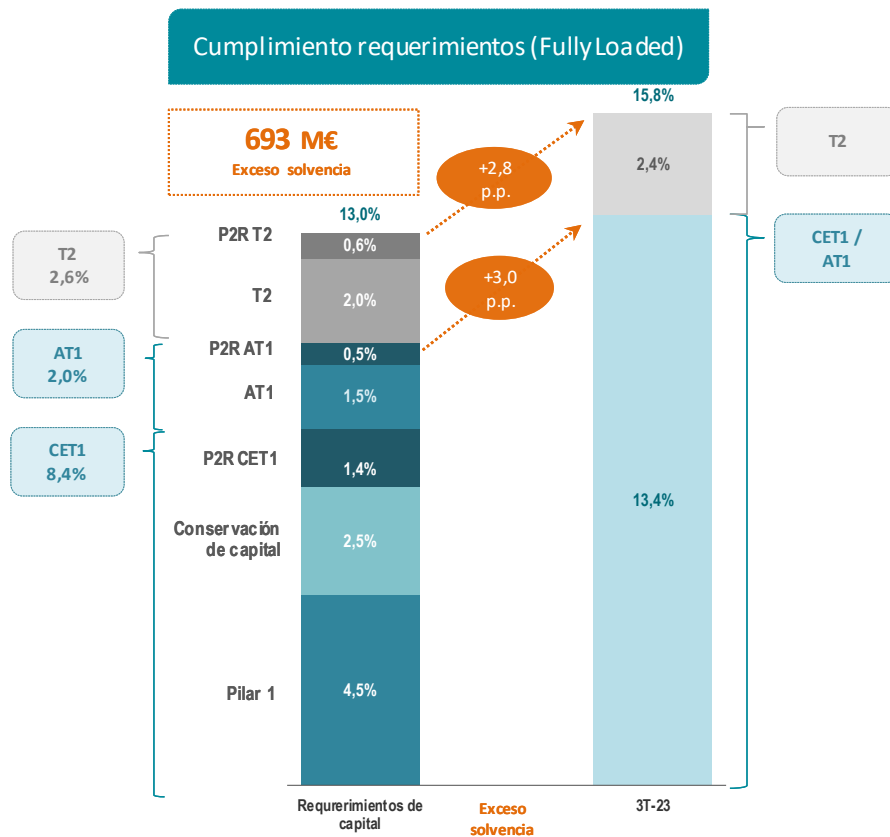 Cumplimiento requerimientos (Fully Loaded)
693 M€
Exceso solvencia
15,8%
T2
2,4%
+2,8
p.p.
13,0%
P2R T2
0,6%
T2
2,6%
CET1 /
AT1
T2
2,0%
+3,0
p.p.
P2R AT1
0,5%
AT1
2,0%
AT1
1,5%
P2R CET1
1,4%
CET1
8,4%
13,4%
Conservación
de capital
2,5%
Pilar 1
4,5%
Requrerimientos de
capital
Exceso
solvencia
3T-23